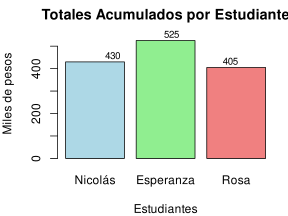 Totales Acumulados por Estudiante
Miles de pesos
400
200
0
430
525
405
Nicolás Esperanza Rosa
Estudiantes